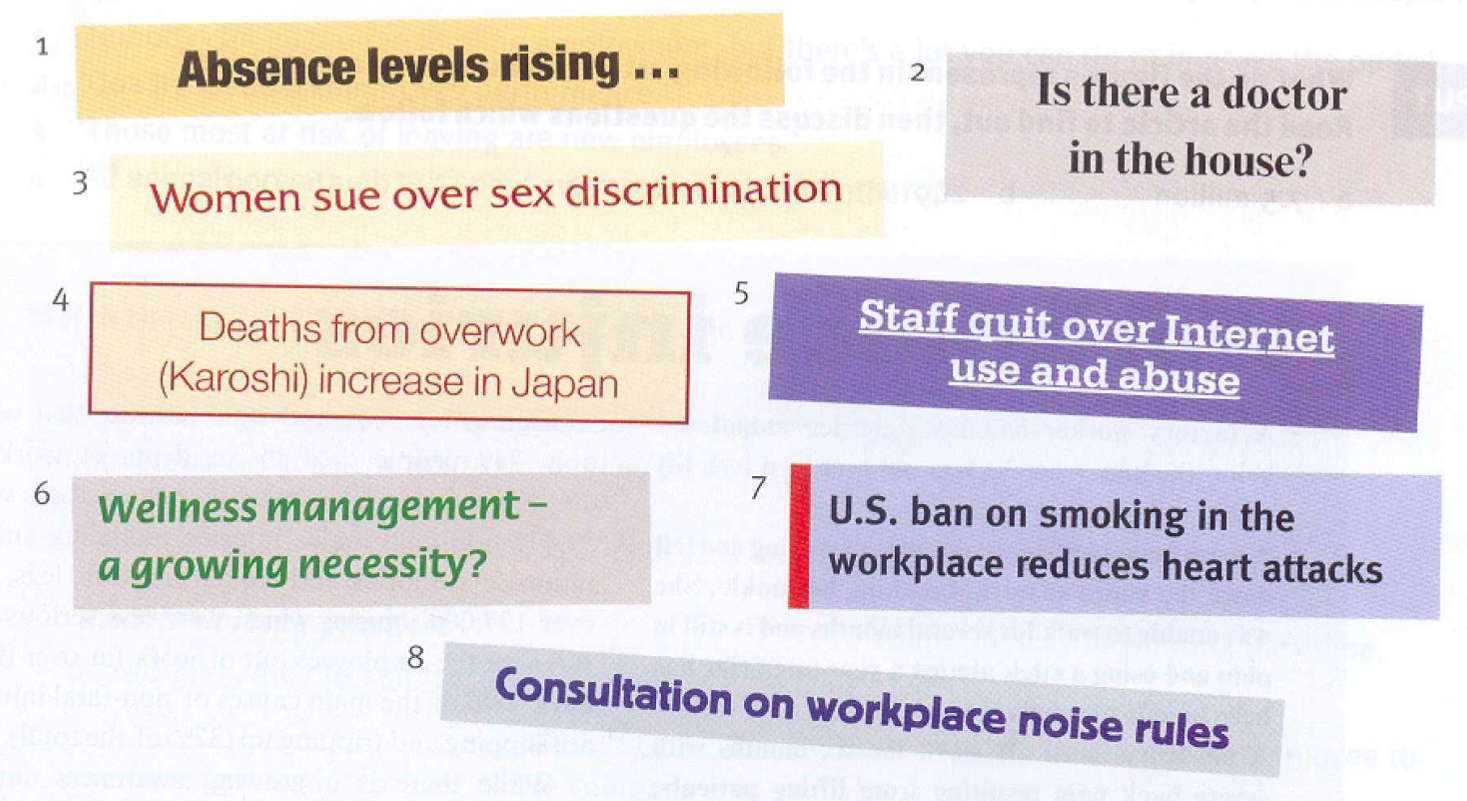 1
Absence levels rising ...
2
Is there a doctor
in the house?
3
Women sue over sex discrimination
4
Deaths from overwork
(Karoshi) increase in Japan
5
Staff quit over Internet
use and abuse
6
Wellness management –
a growing necessity?
7
U.S. ban on smoking in the
workplace reduces heart attacks
8
Consultation on workplace noise rules